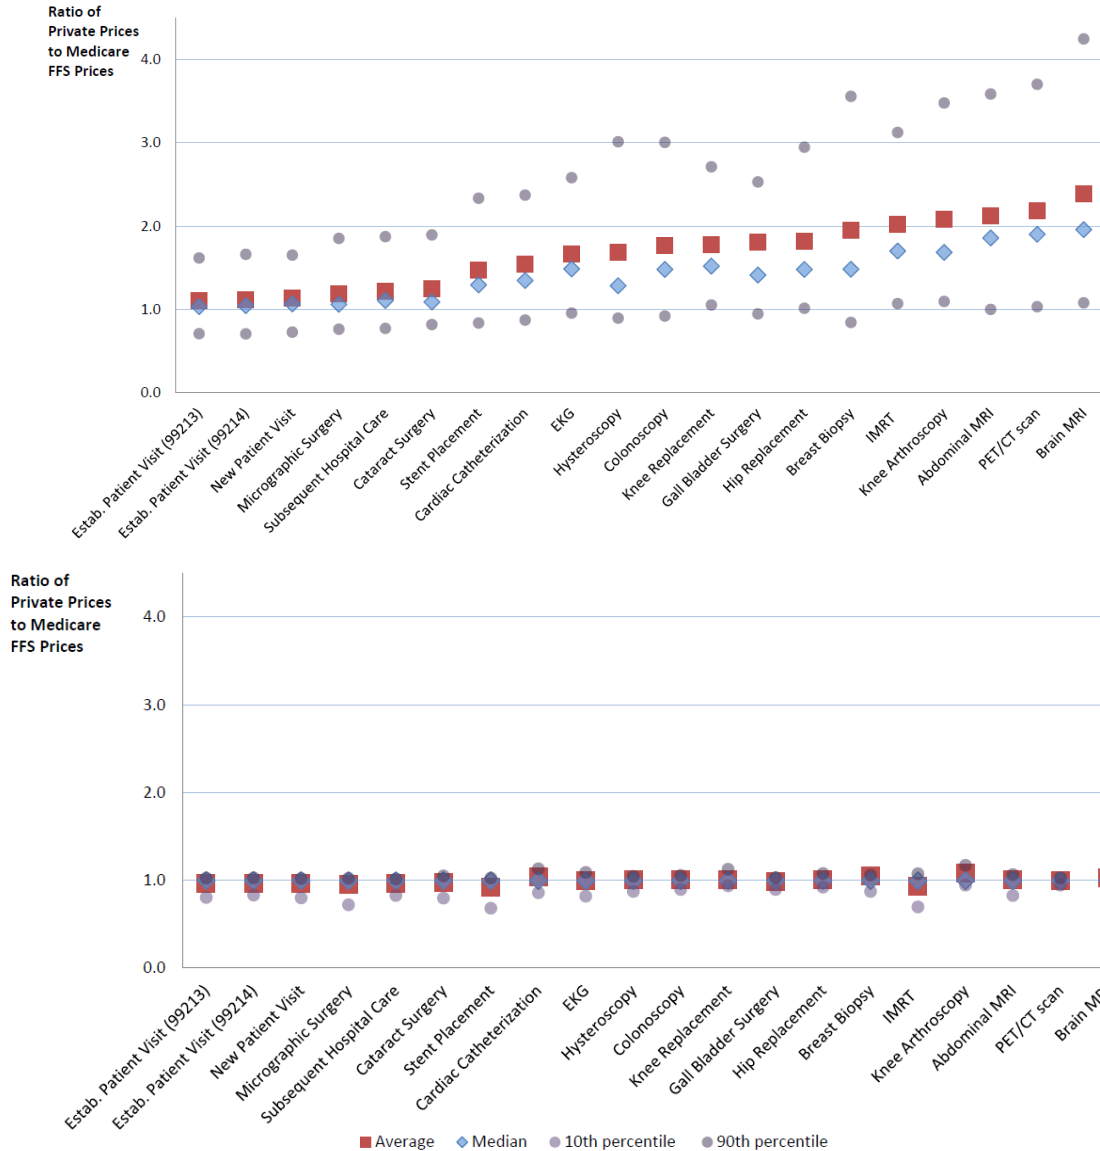 Ratio of
Private Prices
to Medicare
FFS Prices
4.0
3.0
2.0
1.0
0.0
Estab. Patient Visit (99213)
Estab. Patient Visit (99214)
New Patient Visit
Micrographic Surgery
Subsequent Hospital Care
Cataract Surgery
Stent Placement
Cardiac Catheterization
EKG
Hysteroscopy
Colonoscopy
Knee Replacement
Gall Bladder Surgery
Hip Replacement
Breast Biopsy
IMRT
Knee Arthroscopy
Abdominal MRI
PET/CT scan
Brain MRI
Ratio of
Private Prices
to Medicare
FFS Prices
4.0
3.0
2.0
1.0
0.0
Estab. Patient Visit (99213)
Estab. Patient Visit (99214)
New Patient Visit
Micrographic Surgery
Subsequent Hospital Care
Cataract Surgery
Stent Placement
Cardiac Catheterization
EKG
Hysteroscopy
Colonoscopy
Knee Replacement
Gall Bladder Surgery
Hip Replacement
Breast Biopsy
IMRT
Knee Arthroscopy
Abdominal MRI
PET/CT scan
Brain
Average Median 10th percentile 90th percentile